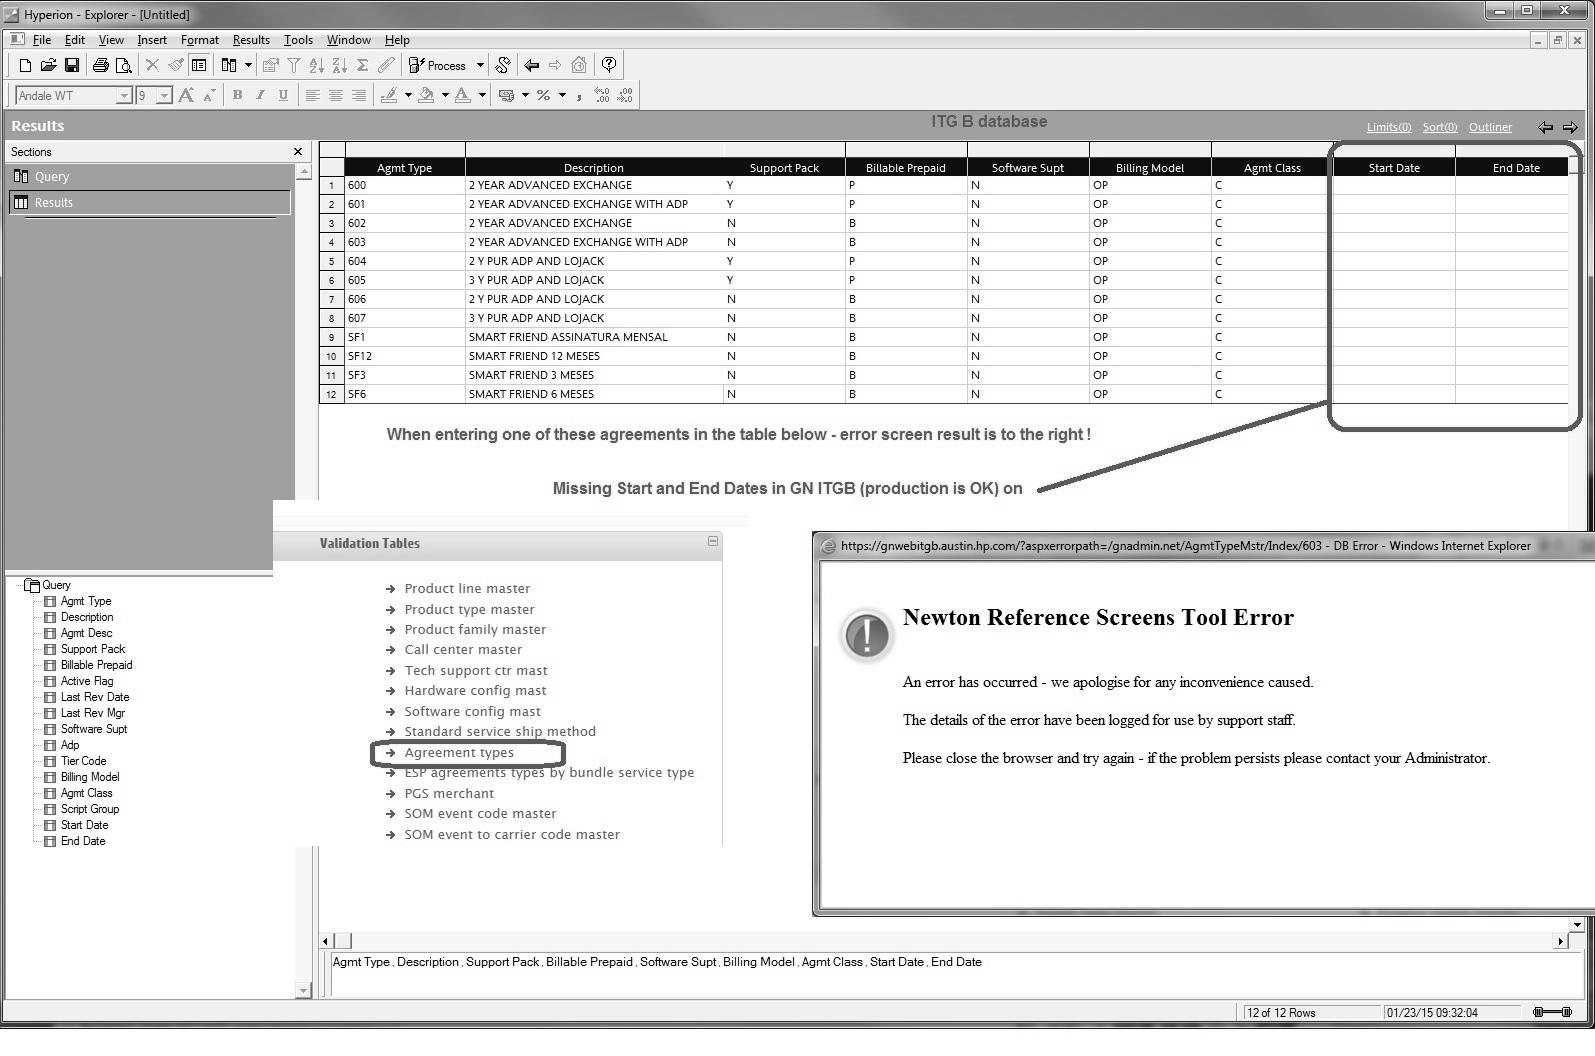 Hyperion - Explorer - [Untitled]
File Edit View Insert Format Results Tools Window Help
Process
Andale WT 9 B I U
Results ITG B database Limits(0) Sort(0) Outliner
Sections
Query
Results
Agmt Type Description Support Pack Billable Prepaid Software Supt Billing Model Agmt Class Start Date End Date
1 600 2 YEAR ADVANCED EXCHANGE Y P N OP C
2 601 2 YEAR ADVANCED EXCHANGE WITH ADP Y P N OP C
3 602 2 YEAR ADVANCED EXCHANGE N B N OP C
4 603 2 YEAR ADVANCED EXCHANGE WITH ADP N B N OP C
5 604 2 Y PUR ADP AND LOJACK Y P N OP C
6 605 3 Y PUR ADP AND LOJACK Y P N OP C
7 606 2 Y PUR ADP AND LOJACK N B N OP C
8 607 3 Y PUR ADP AND LOJACK N B N OP C
9 SF1 SMART FRIEND ASSINATURA MENSAL N B N OP C
10 SF12 SMART FRIEND 12 MESES N B N OP C
11 SF3 SMART FRIEND 3 MESES N B N OP C
12 SF6 SMART FRIEND 6 MESES N B N OP C
When entering one of these agreements in the table below - error screen result is to the right !
Missing Start and End Dates in GN ITGB (production is OK) on
Query
Agmt Type
Description
Agmt Desc
Support Pack
Billable Prepaid
Active Flag
Last Rev Date
Last Rev Mgr
Software Supt
Adp
Tier Code
Billing Model
Agmt Class
Script Group
Start Date
End Date
Validation Tables
Product line master
Product type master
Product family master
Call center master
Tech support ctr mast
Hardware config mast
Software config mast
Standard service ship method
Agreement types
ESP agreements types by bundle service type
PGS merchant
SOM event code master
SOM event to carrier code master
https://gnwebitgb.austin.hp.com/?aspxerrorpath=/gnadmin.net/AgmtTypeMstr/Index/603 - DB Error - Windows Internet Explorer
Newton Reference Screens Tool Error
An error has occurred - we apologise for any inconvenience caused.
The details of the error have been logged for use by support staff.
Please close the browser and try again - if the problem persists please contact your Administrator.
Agmt Type , Description , Support Pack , Billable Prepaid , Software Supt , Billing Model , Agmt Class , Start Date , End Date
12 of 12 Rows 01/23/15 09:32:04